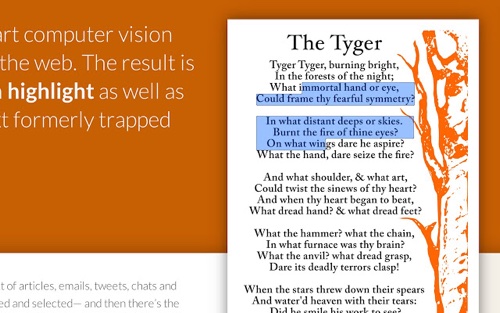 art computer vision
the web. The result is
highlight as well as
formerly trapped
The Tyger
Tyger Tyger, burning bright,
In the forests of the night;
What immortal hand or eye,
Could frame thy fearful symmetry?
In what distant deeps or skies.
Burnt the fire of thine eyes?
On what wings dare he aspire?
What the hand, dare seize the fire?
And what shoulder, & what art,
Could twist the sinews of thy heart?
And when thy heart began to beat,
What dread hand? & what dread feet?
What the hammer? what the chain,
In what furnace was thy brain?
What the anvil? what dread grasp,
Dare its deadly terrors clasp!
When the stars threw down their spears
And water'd heaven with their tears:
Did he smile his work to see?
t of articles, emails, tweets, chats and
ed and selected— and then there's the